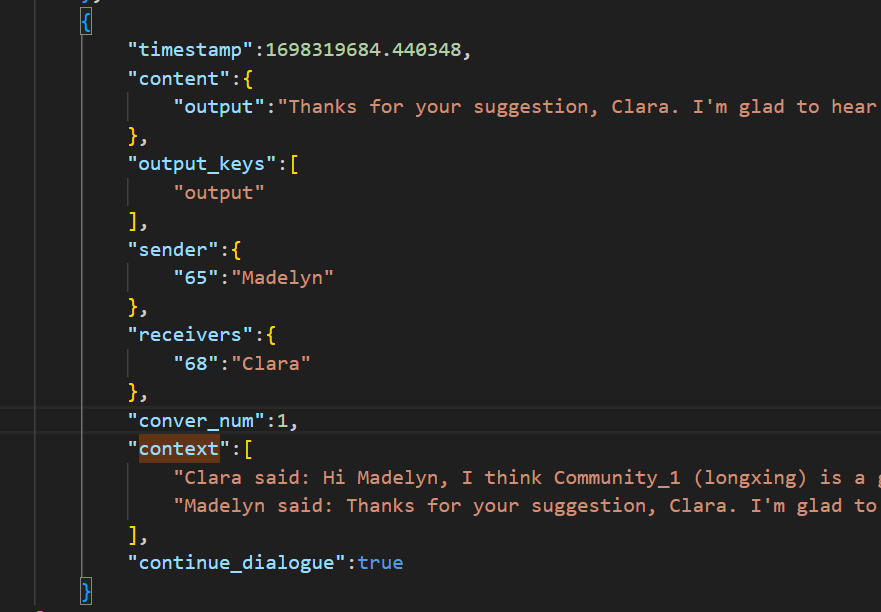 {
"timestamp":1698319684.440348,
"content":{
"output":"Thanks for your suggestion, Clara. I'm glad to hear
},
"output_keys":[
"output"
],
"sender":{
"65":"Madelyn"
},
"receivers":{
"68":"Clara"
},
"conver_num":1,
"context":[
"Clara said: Hi Madelyn, I think Community_1 (longxing) is a
"Madelyn said: Thanks for your suggestion, Clara. I'm glad to
],
"continue_dialogue":true
}